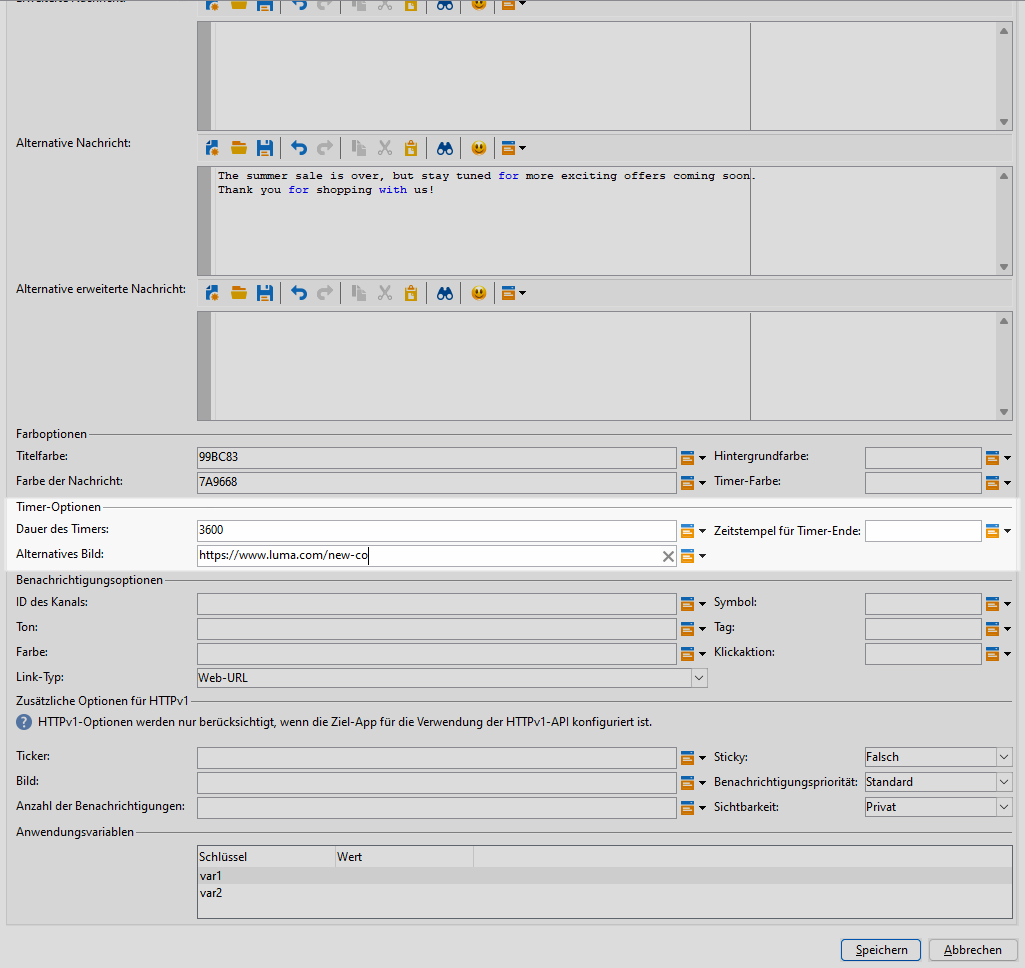 Alternative Nachricht:
The summer sale is over, but stay tuned for more exciting offers coming soon.
Thank you for shopping with us!
Alternative erweiterte Nachricht:
Farboptionen
Titelfarbe: 99BC83 Hintergrundfarbe:
Farbe der Nachricht: 7A9668 Timer-Farbe:
Timer-Optionen
Dauer des Timers: 3600 Zeitstempel für Timer-Ende:
Alternatives Bild: https://www.luma.com/new-co
Benachrichtigungsoptionen
ID des Kanals: Symbol:
Ton: Tag:
Farbe: Klickaktion:
Link-Typ: Web-URL
Zusätzliche Optionen für HTTPv1
? HTTPv1-Optionen werden nur berücksichtigt, wenn die Ziel-App für die Verwendung der HTTPv1-API konfiguriert ist.
Ticker: Sticky: Falsch
Bild: Benachrichtigungspriorität: Standard
Anzahl der Benachrichtigungen: Sichtbarkeit: Privat
Anwendungsvariablen
Schlüssel Wert
var1
var2
Speichern Abbrechen